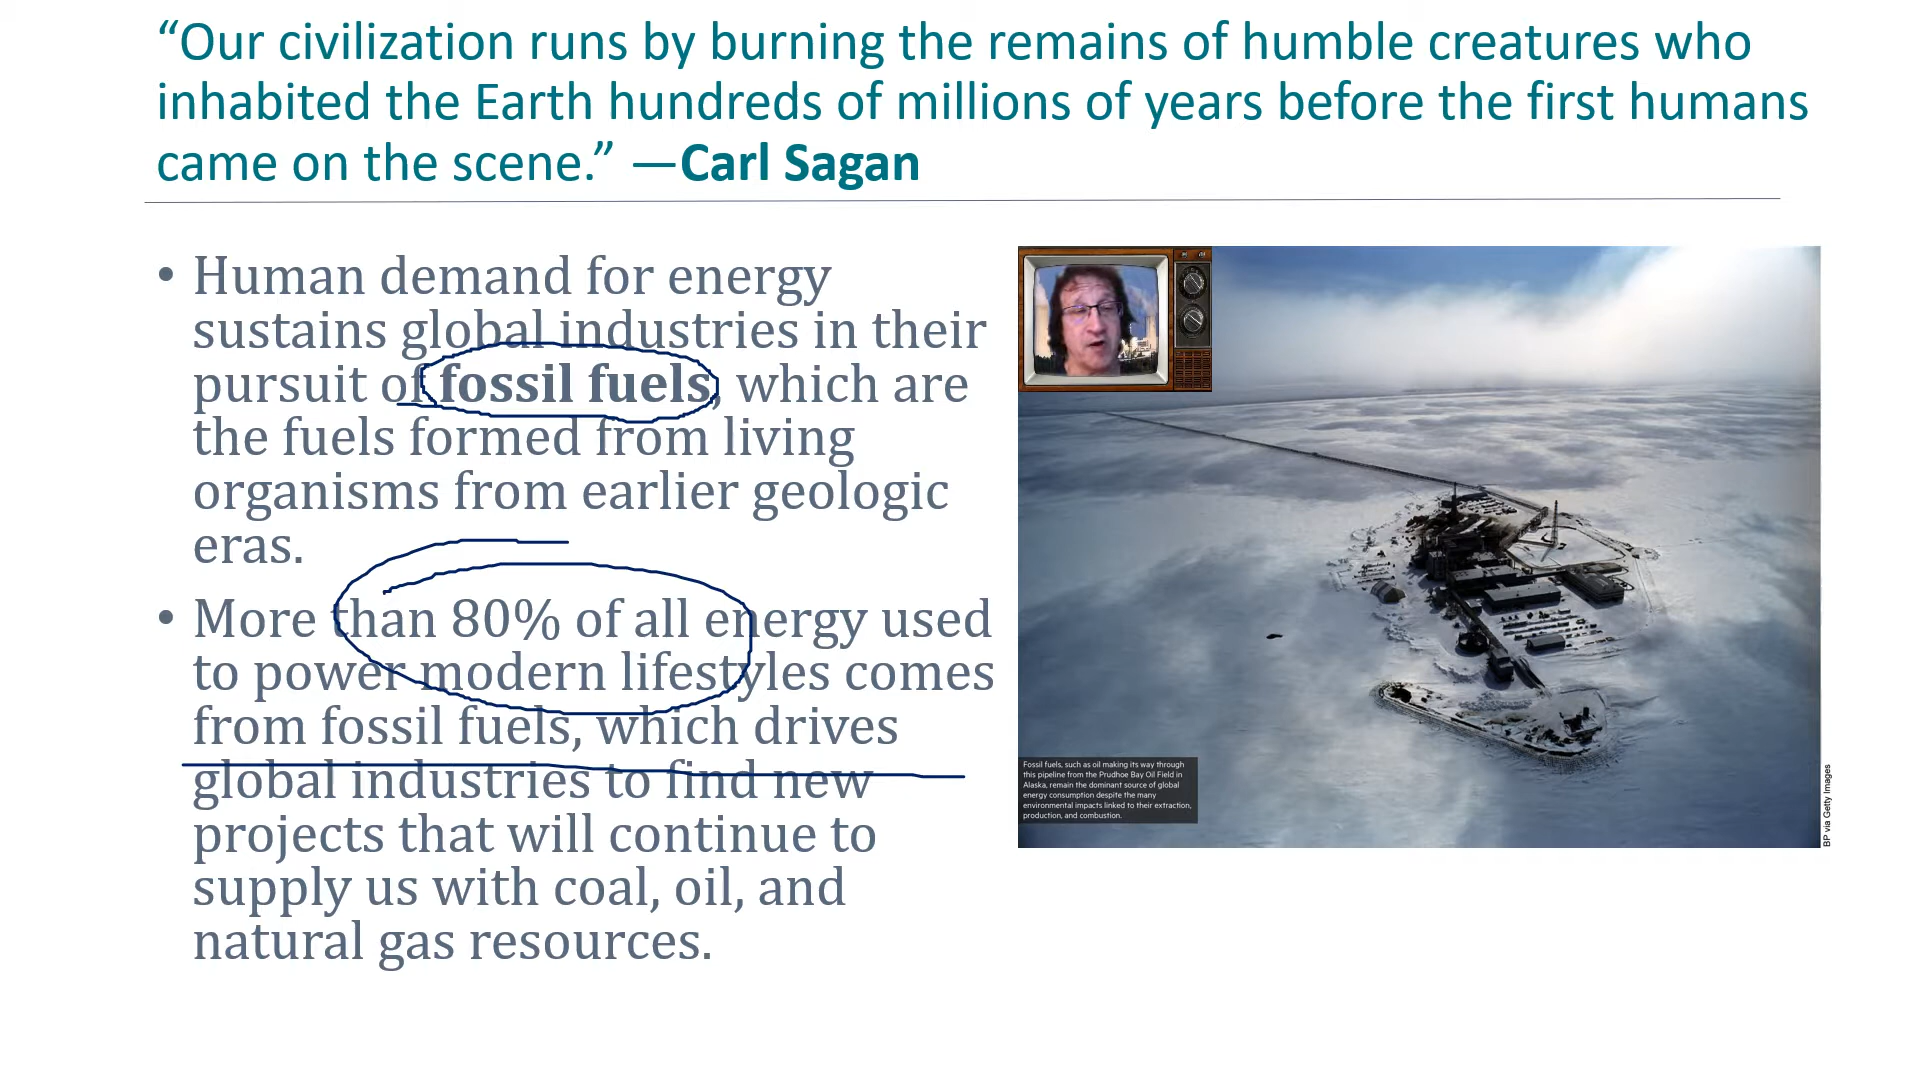 “Our civilization runs by burning the remains of humble creatures who
inhabited the Earth hundreds of millions of years before the first humans
came on the scene.” —Carl Sagan
• Human demand for energy
sustains global industries in their
pursuit of fossil fuels, which are
the fuels formed from living
organisms from earlier geologic
eras.
• More than 80% of all energy used
to power modern lifestyles comes
from fossil fuels, which drives
global industries to find new
projects that will continue to
supply us with coal, oil, and
natural gas resources.
Fossil fuels, such as oil making its way through
this pipeline from the Prudhoe Bay Oil Field in
Alaska, remain the dominant source of global
energy consumption despite the many
environmental impacts linked to their extraction,
production, and combustion.
BP via Getty Images